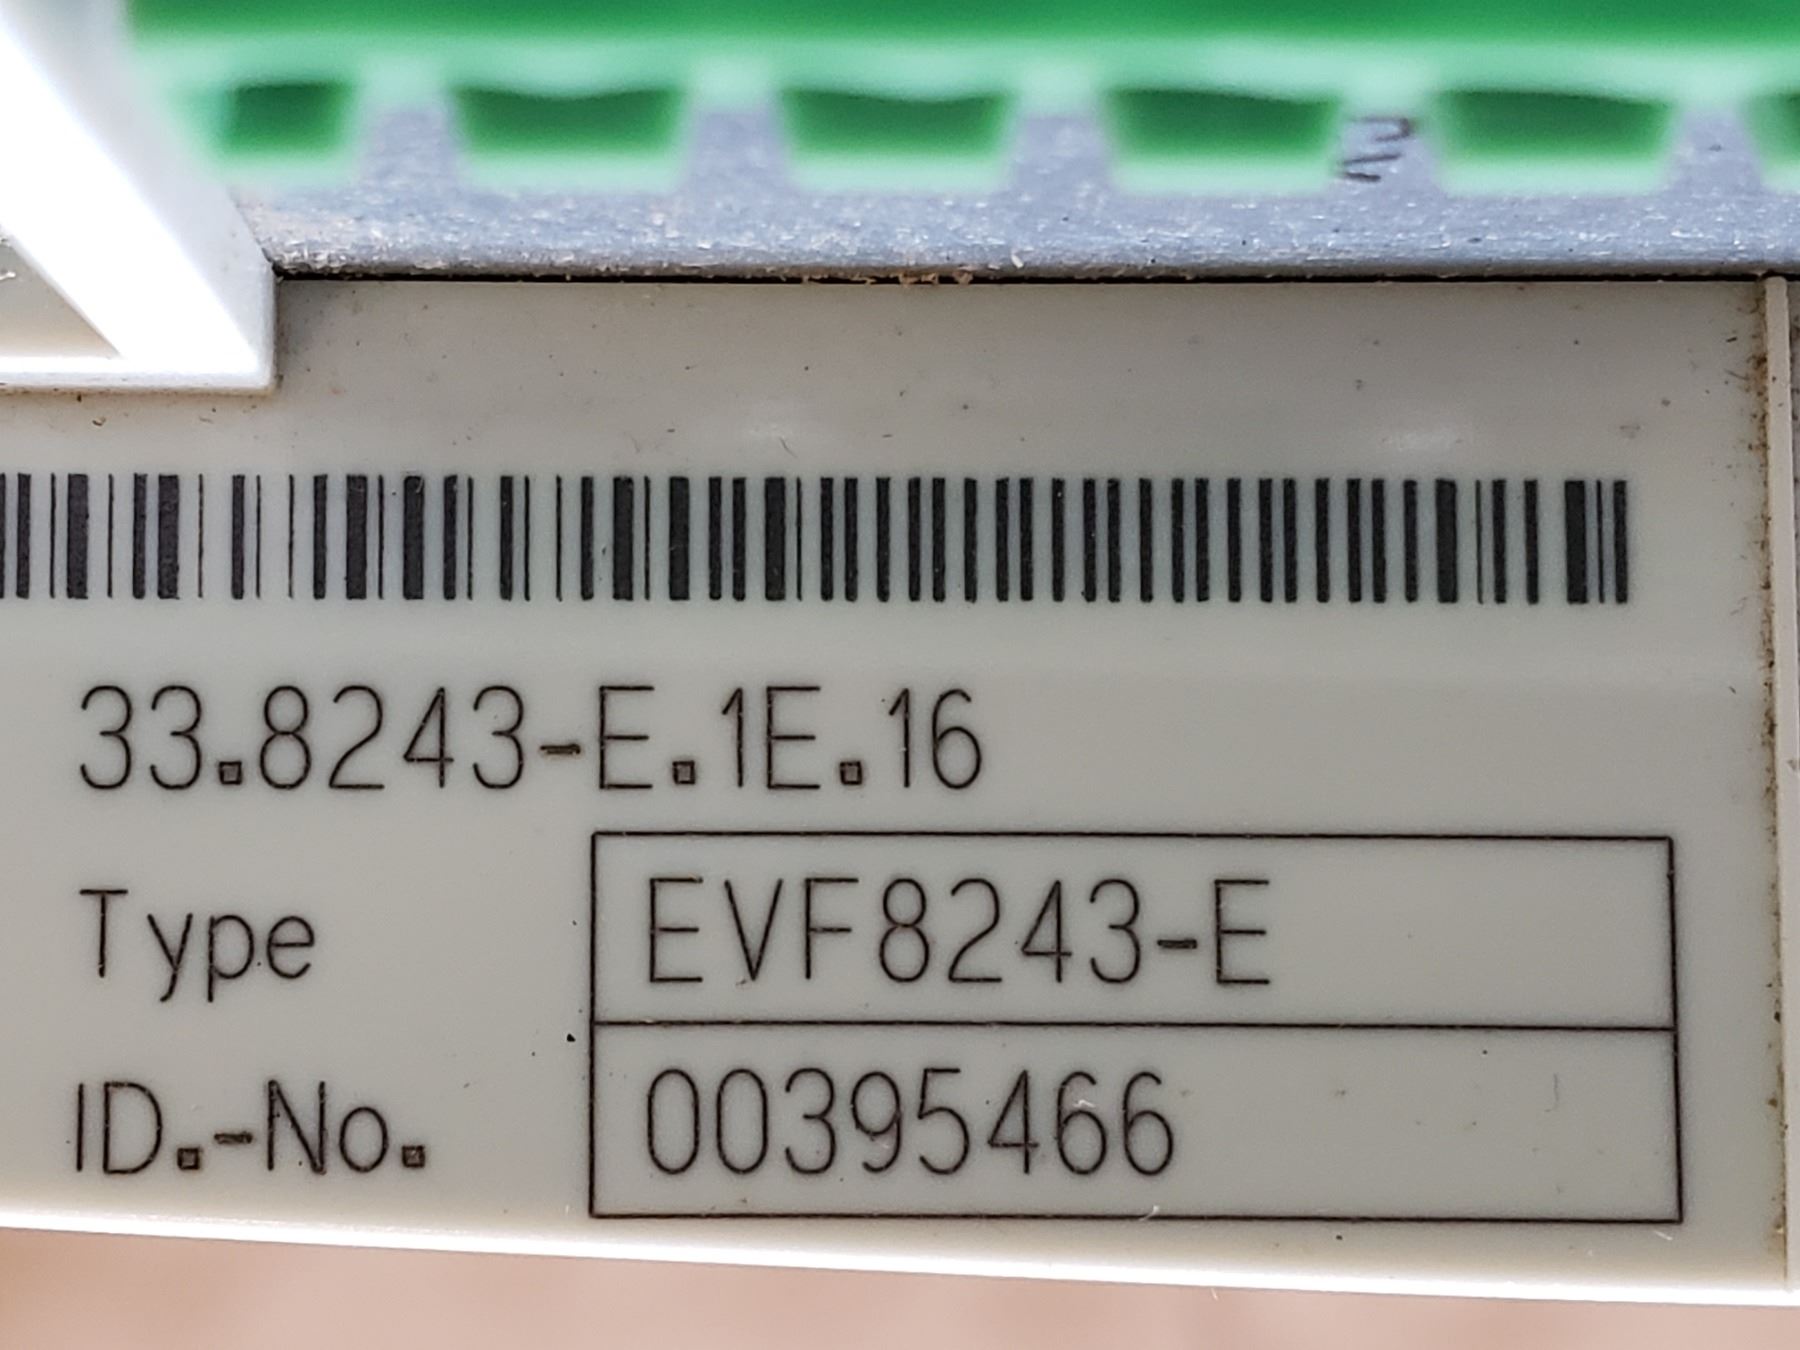 33.8243-E.1E.16
Type EVF8243-E
ID.-No. 00395466